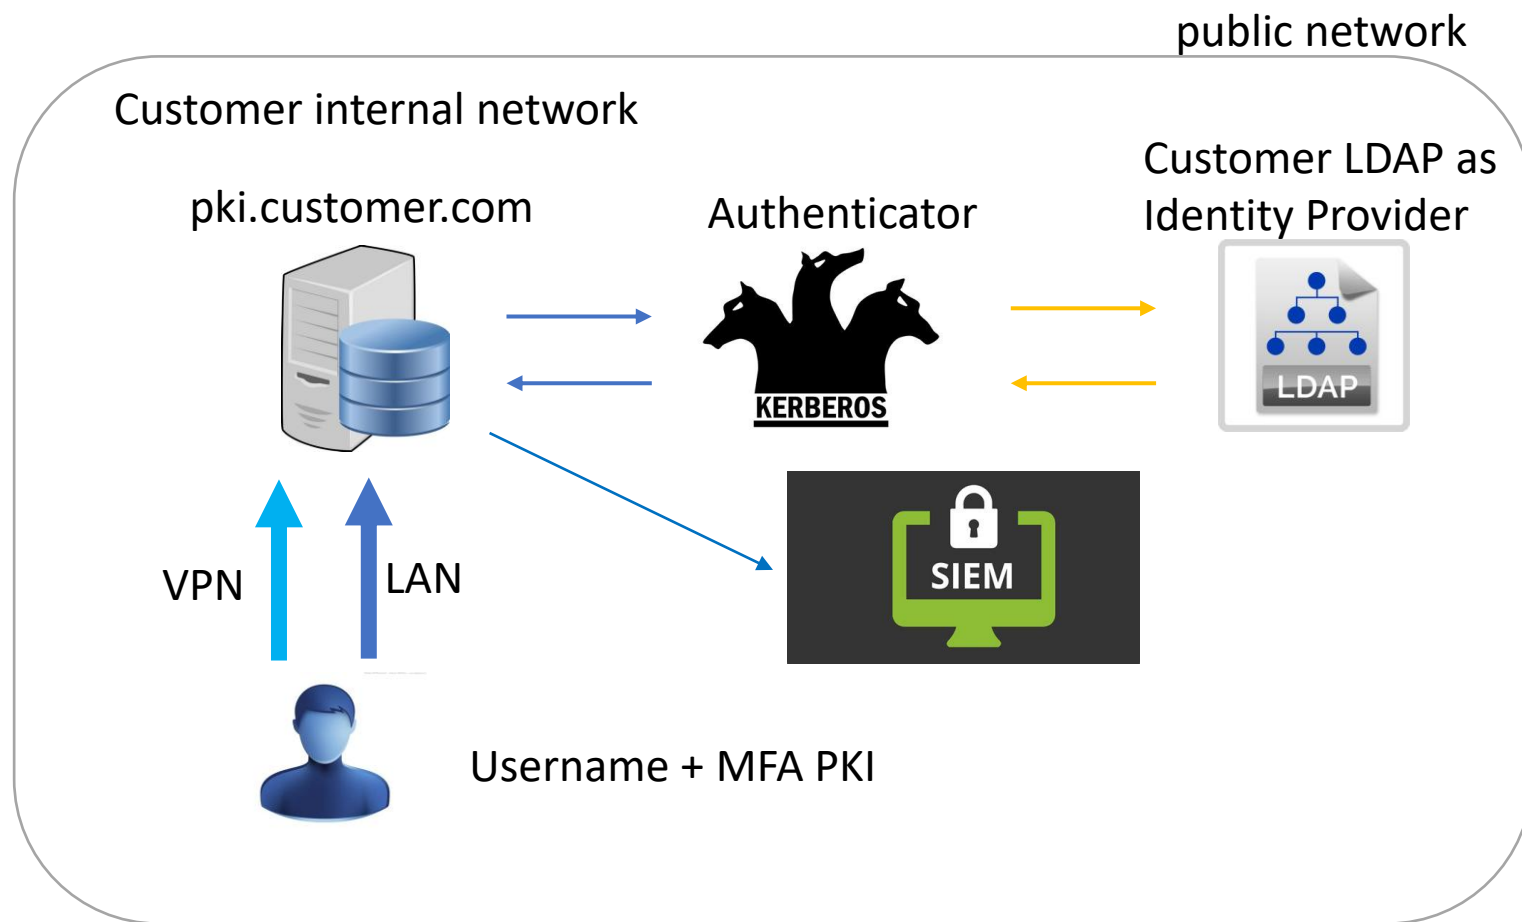 public network
Customer internal network
Customer LDAP as
Identity Provider
pki.customer.com
Authenticator
KERBEROS
LDAP
SIEM
VPN
LAN
Username + MFA PKI